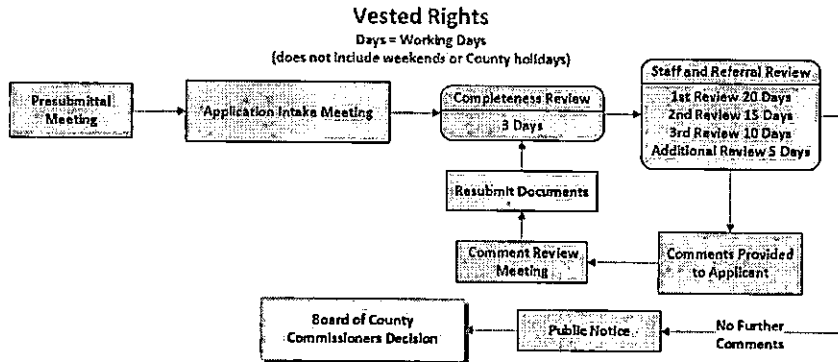 Vested Rights
Days = Working Days
(does not include weekends or County holidays)
Presubmittal
Meeting
Application Intake Meeting
Completeness Review
3 Days
Staff and Referral Review
1st Review 20 Days
2nd Review 15 Days
3rd Review 10 Days
Additional Review 5 Days
Resubmit Documents
Comment Review
Meeting
Comments Provided
to Applicant
Board of County
Commissioners Decision
Public Notice
No Further
Comments